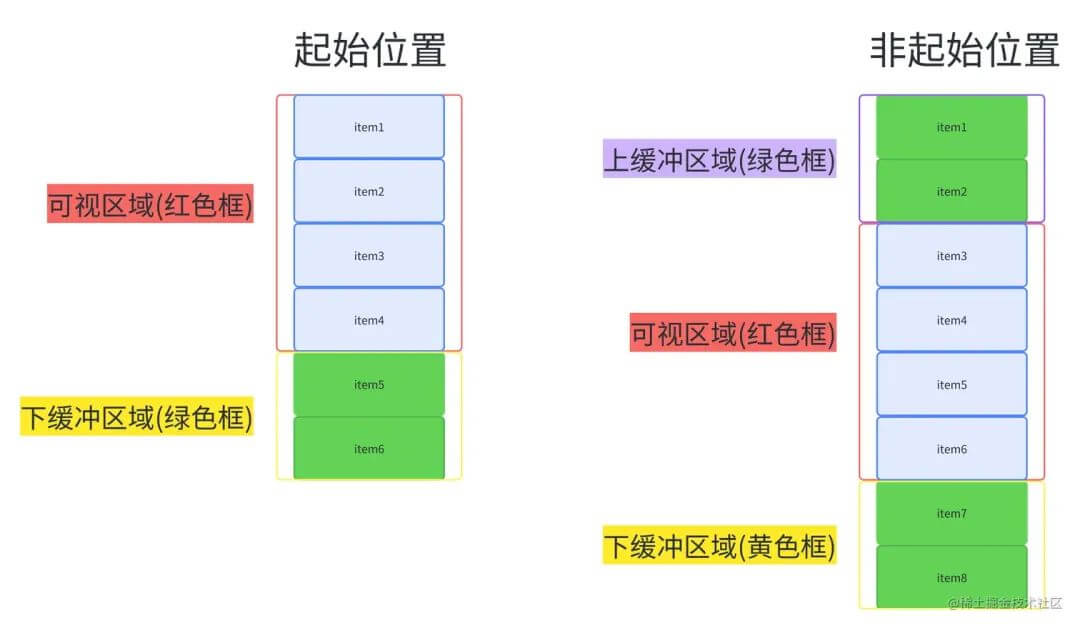 起始位置
可视区域(红色框)
item1
item2
item3
item4
下缓冲区域(绿色框)
item5
item6
非起始位置
上缓冲区域(绿色框)
item1
item2
可视区域(红色框)
item3
item4
item5
item6
下缓冲区域(黄色框)
item7
item8
@稀土掘金技术社区